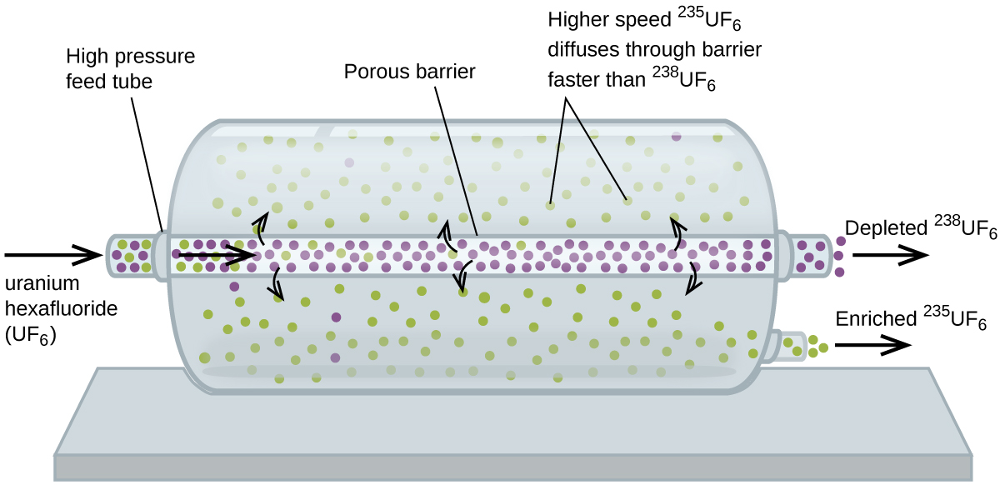 High pressure
feed tube
Porous barrier
Higher speed ²³⁵UF₆
diffuses through barrier
faster than ²³⁸UF₆
uranium
hexafluoride
(UF₆)
Depleted ²³⁸UF₆
Enriched ²³⁵UF₆